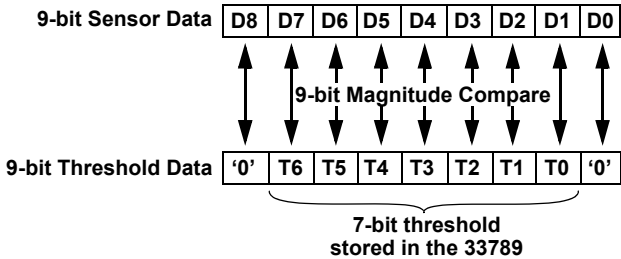 9-bit Sensor Data D8 D7 D6 D5 D4 D3 D2 D1 D0
9-bit Magnitude Compare
9-bit Threshold Data ‘0’ T6 T5 T4 T3 T2 T1 T0 ‘0’
7-bit threshold
stored in the 33789